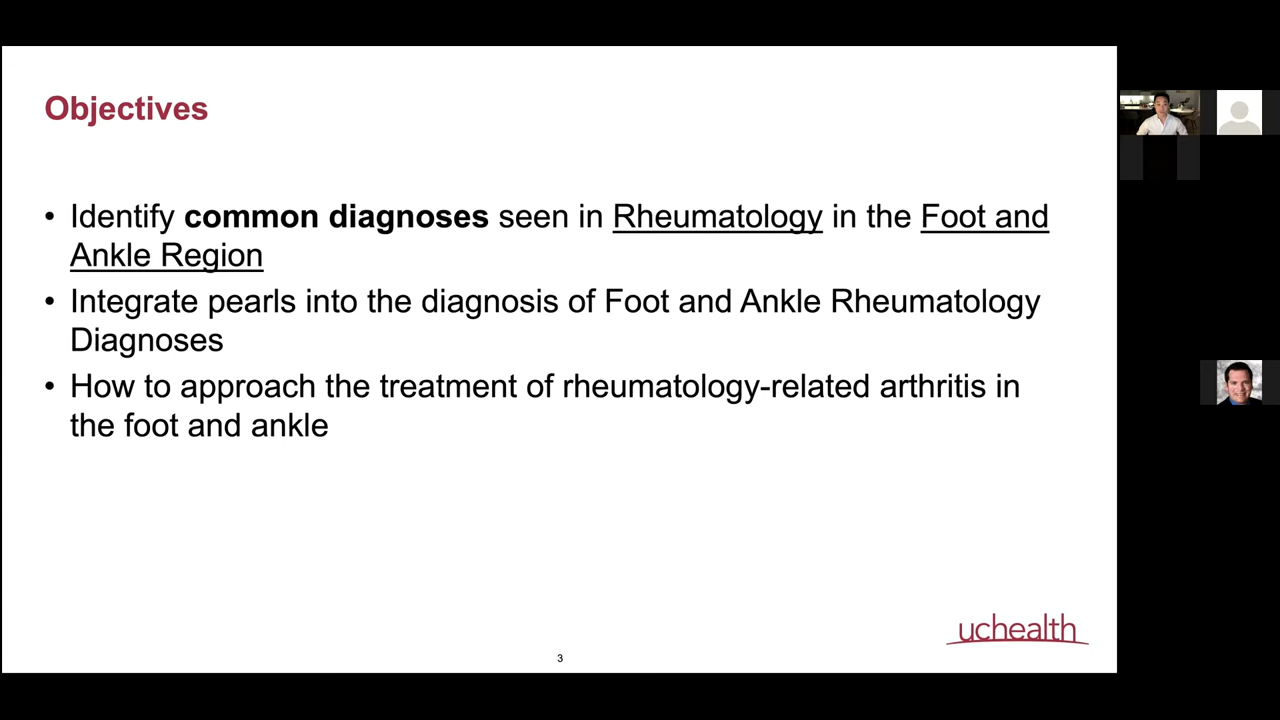 Objectives
• Identify common diagnoses seen in Rheumatology in the Foot and
Ankle Region
• Integrate pearls into the diagnosis of Foot and Ankle Rheumatology
Diagnoses
• How to approach the treatment of rheumatology-related arthritis in
the foot and ankle
uchealth
3